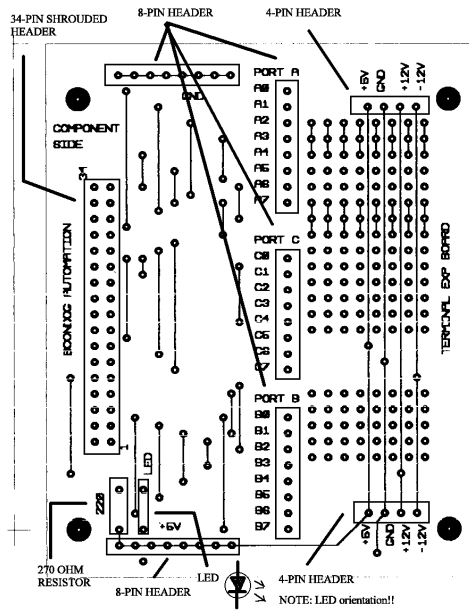 34-PIN SHROUDED
HEADER
8-PIN HEADER
4-PIN HEADER
PORT A
+5V
GND
+12V
-12V
GND
A0
A1
A2
A3
A4
A5
A6
A7
COMPONENT
SIDE
34
PORT C
C0
C1
C2
C3
C4
C5
C6
C7
BOONDOG AUTOMATION
TERMINAL EXP BOARD
PORT B
B0
B1
B2
B3
B4
B5
B6
B7
1
LED
220
+5V
+5V
GND
+12V
-12V
270 OHM
RESISTOR
8-PIN HEADER
LED
4-PIN HEADER
NOTE: LED orientation!!